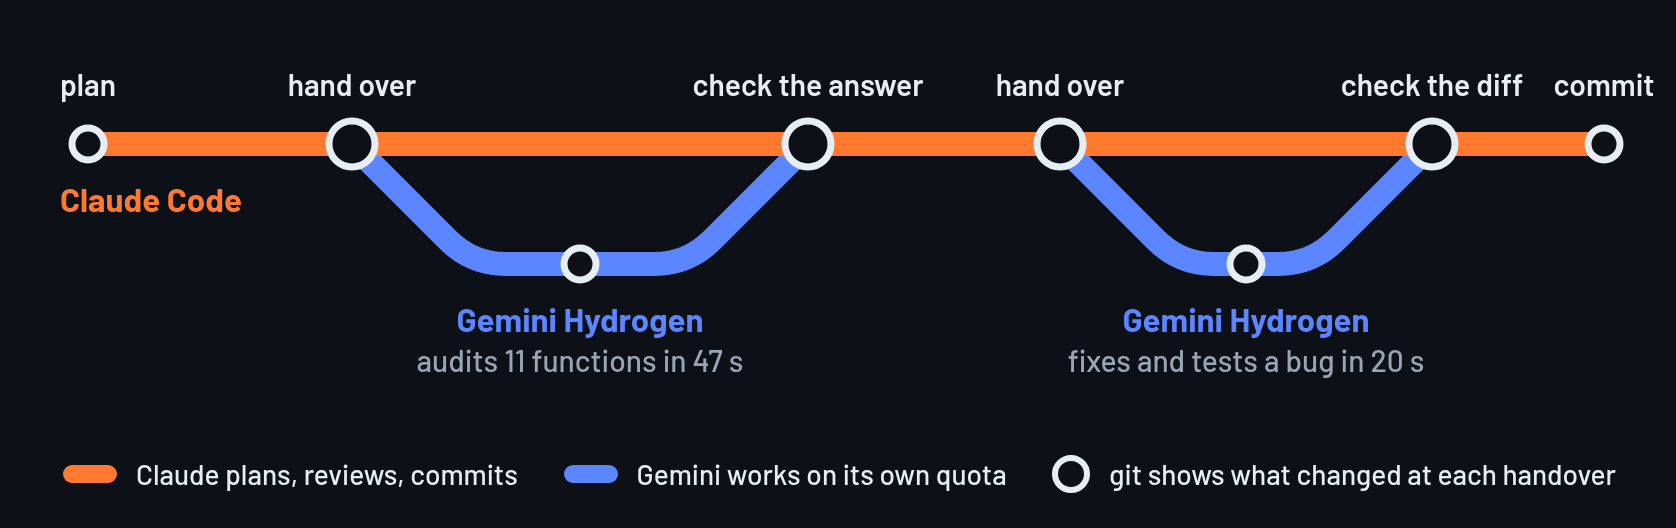 plan
hand over
check the answer
hand over
check the diff
commit
Claude Code
Gemini Hydrogen
audits 11 functions in 47 s
Gemini Hydrogen
fixes and tests a bug in 20 s
Claude plans, reviews, commits
Gemini works on its own quota
git shows what changed at each handover